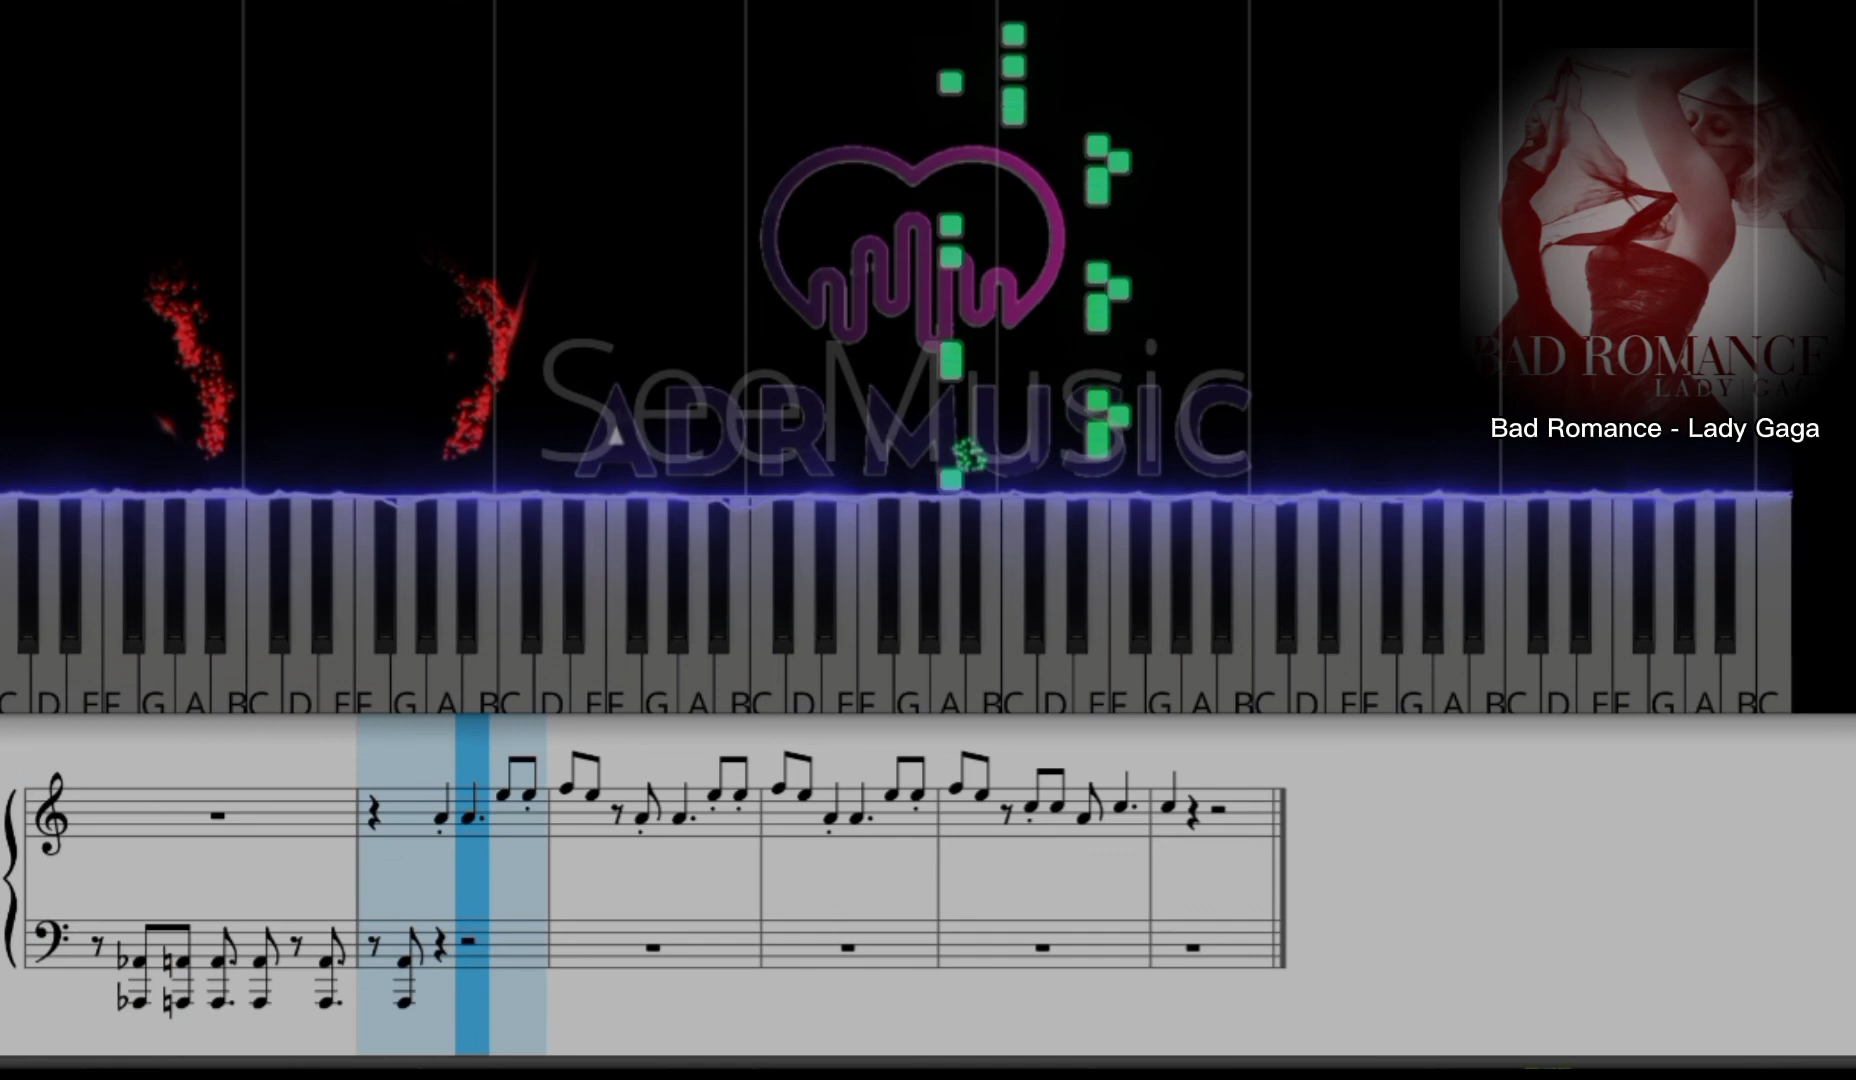 SeeMusic
ADR MUSIC
BAD ROMANCE
LADY GAGA
Bad Romance - Lady Gaga
C D E F G A B C D E F G A B C D E F G A B C D E F G A B C D E F G A B C D E F G A B C D E F G A B C